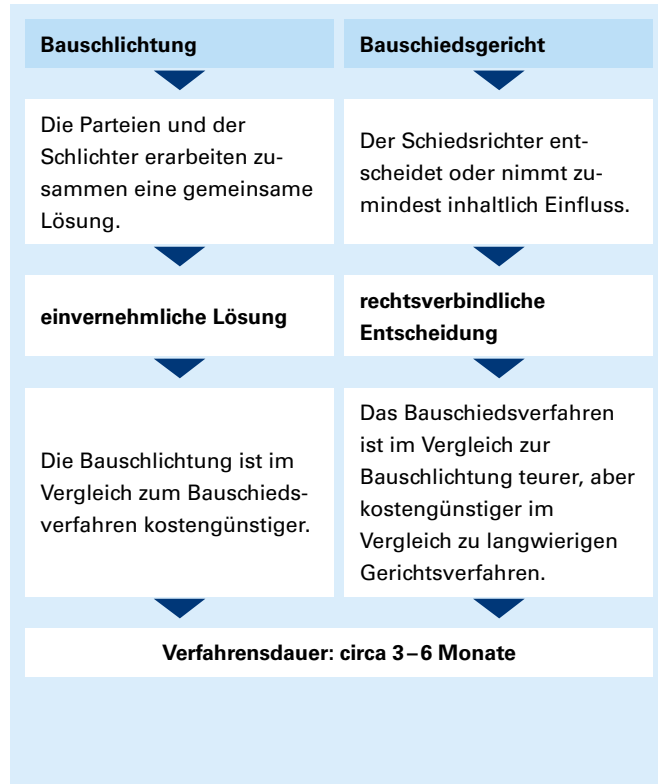 Bauschlichtung
Die Parteien und der
Schlichter erarbeiten zu-
sammen eine gemeinsame
Lösung.
einvernehmliche Lösung
Die Bauschlichtung ist im
Vergleich zum Bauschieds-
verfahren kostengünstiger.
Bauschiedsgericht
Der Schiedsrichter ent-
scheidet oder nimmt zu-
mindest inhaltlich Einfluss.
rechtsverbindliche
Entscheidung
Das Bauschiedsverfahren
ist im Vergleich zur
Bauschlichtung teurer, aber
kostengünstiger im
Vergleich zu langwierigen
Gerichtsverfahren.
Verfahrensdauer: circa 3–6 Monate